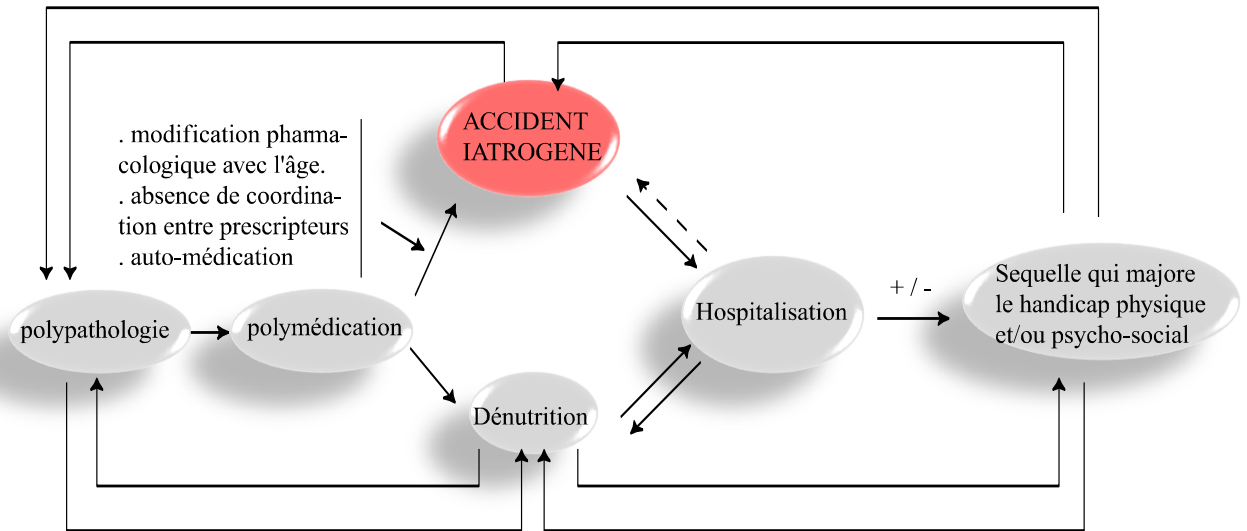 ACCIDENT
IATROGENE
. modification pharma-
cologique avec l'âge.
. absence de coordina-
tion entre prescripteurs
. auto-médication
polypathologie
polymédication
Dénutrition
Hospitalisation
+ / -
Sequelle qui majore
le handicap physique
et/ou psycho-social